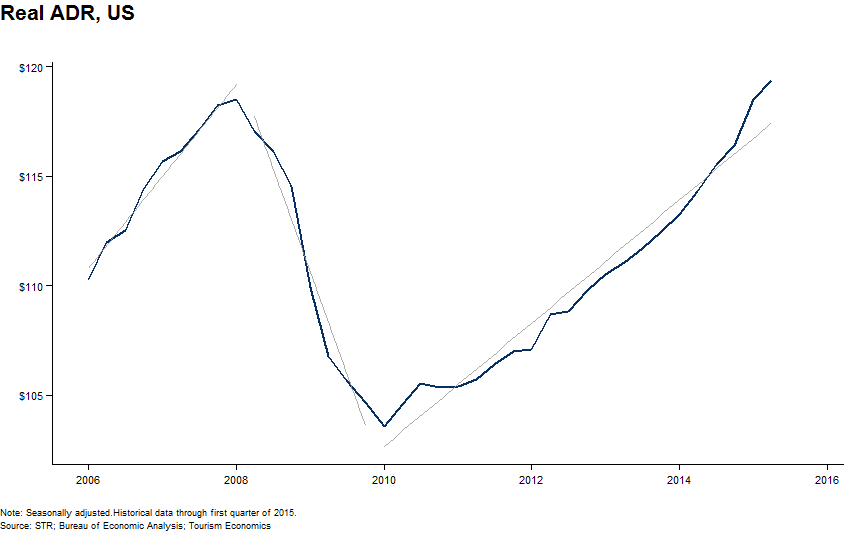 Real ADR, US
$120
$115
$110
$105
2006 2008 2010 2012 2014 2016
Note: Seasonally adjusted.Historical data through first quarter of 2015.
Source: STR; Bureau of Economic Analysis; Tourism Economics